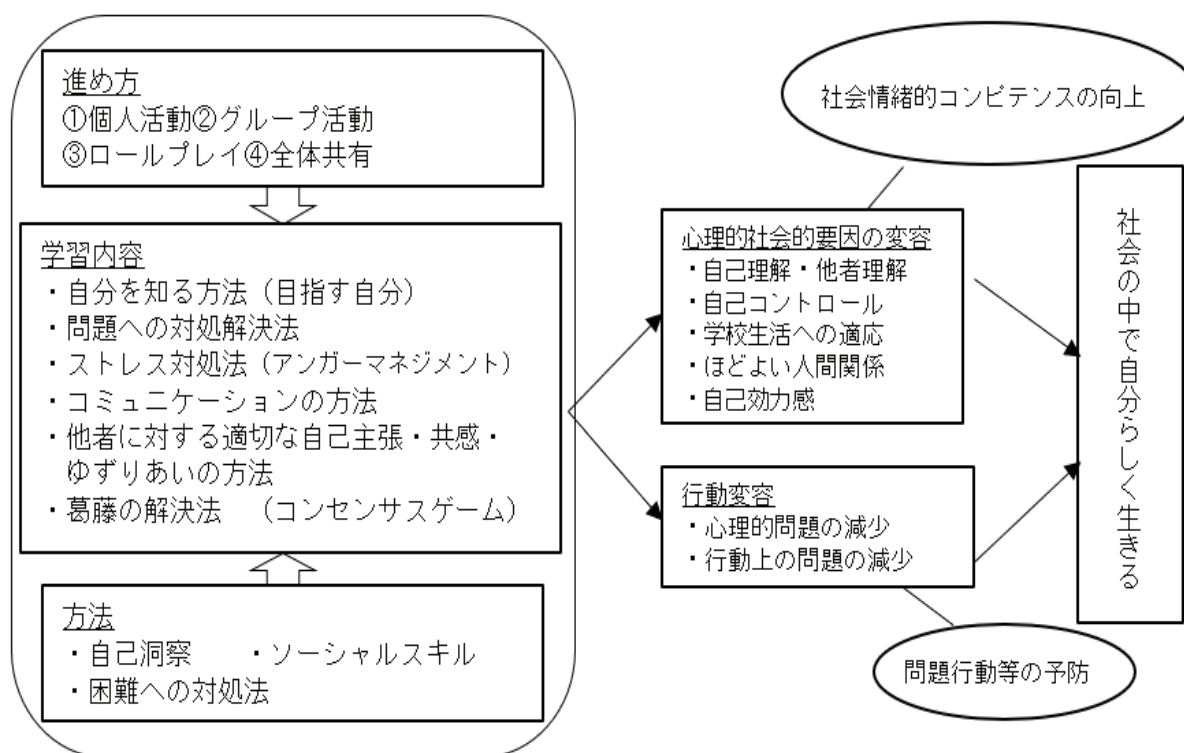 進め方
①個人活動②グループ活動
③ロールプレイ④全体共有
学習内容
・自分を知る方法（目指す自分）
・問題への対処解決法
・ストレス対処法（アンガーマネジメント）
・コミュニケーションの方法
・他者に対する適切な自己主張・共感・
ゆずりあいの方法
・葛藤の解決法　（コンセンサスゲーム）
方法
・自己洞察　・ソーシャルスキル
・困難への対処法
社会情緒的コンピテンスの向上
心理的社会的要因の変容
・自己理解・他者理解
・自己コントロール
・学校生活への適応
・ほどよい人間関係
・自己効力感
行動変容
・心理的問題の減少
・行動上の問題の減少
問題行動等の予防
社会の中で自分らしく生きる